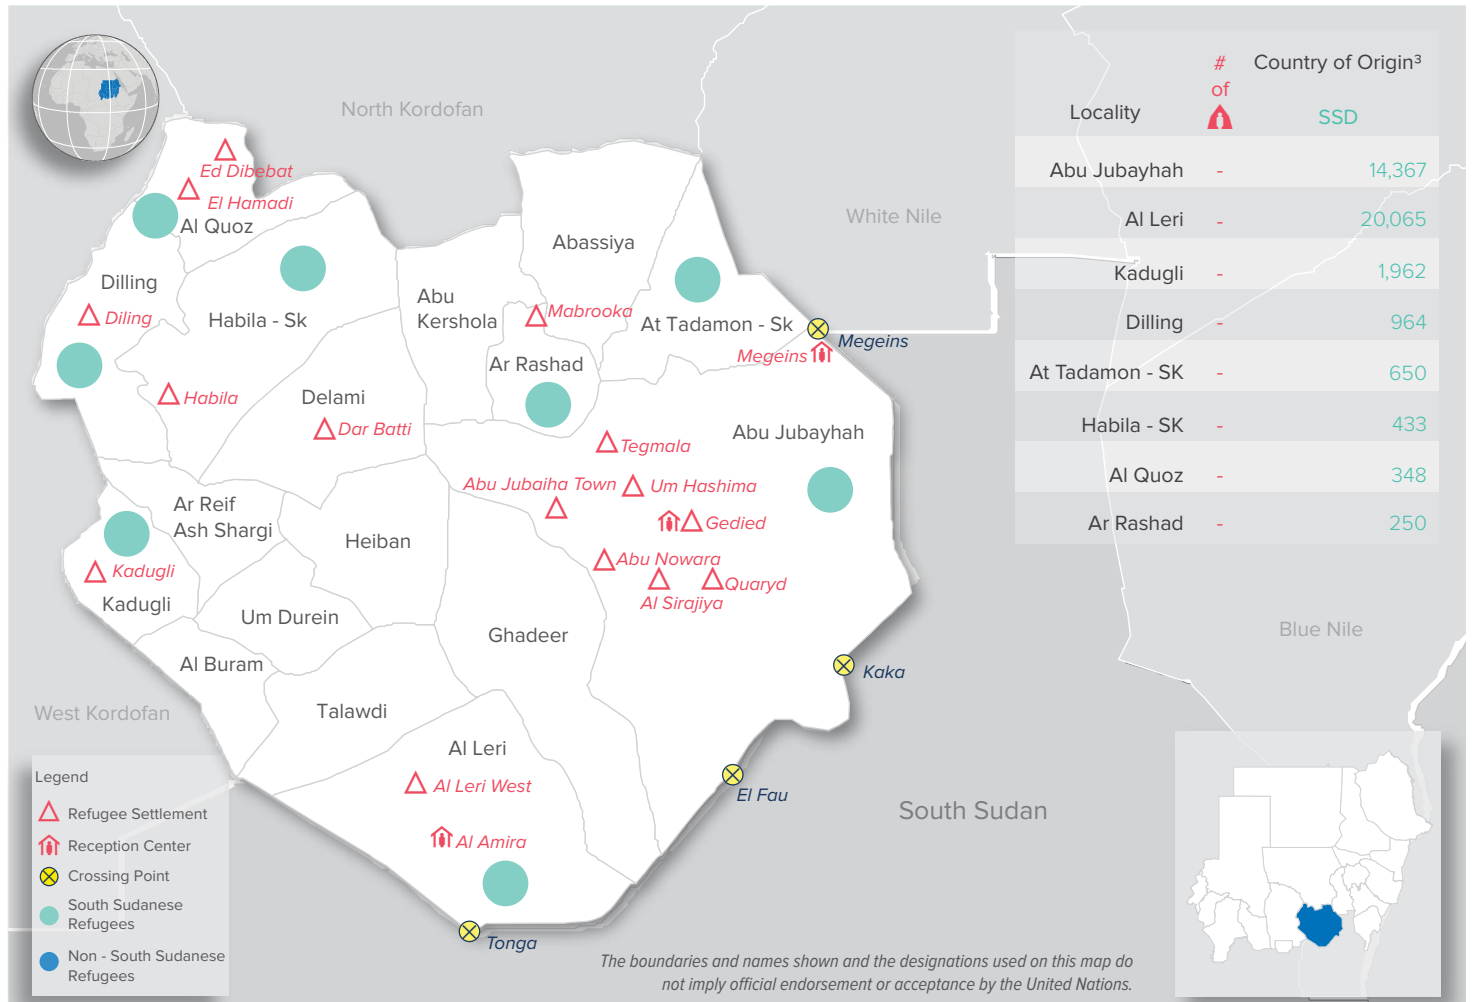 North Kordofan
White Nile
Blue Nile
West Kordofan
South Sudan
Ed Dibebat
El Hamadi
Al Quoz
Dilling
Diling
Habila - Sk
Habila
Delami
Dar Batti
Abu
Kershola
Abassiya
Mabrooka
At Tadamon - Sk
Ar Rashad
Megeins
Megeins
Abu Jubayhah
Tegmala
Abu Jubaiha Town
Um Hashima
Gedied
Abu Nowara
Al Sirajiya
Quaryd
Ar Reif
Ash Shargi
Heiban
Kadugli
Kadugli
Um Durein
Ghadeer
Al Buram
Talawdi
Kaka
Al Leri
Al Leri West
El Fau
Al Amira
Tonga
# of
Country of Origin³
Locality
SSD
Abu Jubayhah - 14,367
Al Leri - 20,065
Kadugli - 1,962
Dilling - 964
At Tadamon - SK - 650
Habila - SK - 433
Al Quoz - 348
Ar Rashad - 250
Legend
Refugee Settlement
Reception Center
Crossing Point
South Sudanese
Refugees
Non - South Sudanese
Refugees
The boundaries and names shown and the designations used on this map do
not imply official endorsement or acceptance by the United Nations.